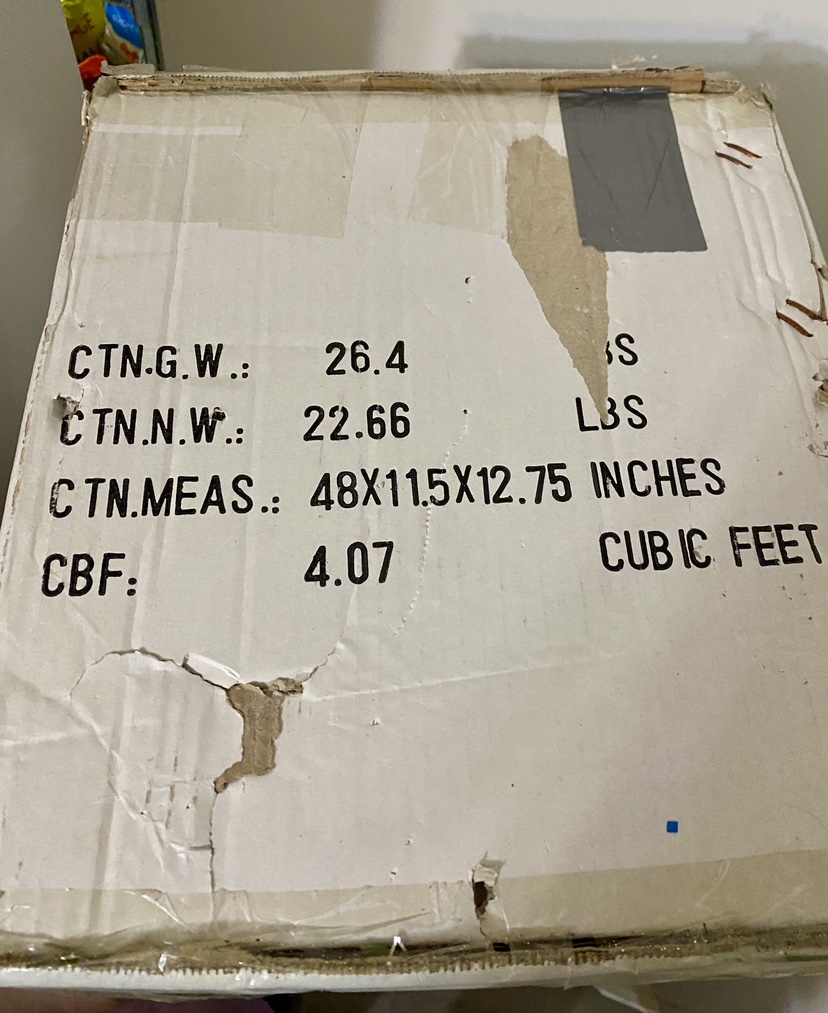 CTN.G.W.: 26.4 BS
CTN.N.W.: 22.66 LBS
CTN.MEAS.: 48X11.5X12.75 INCHES
CBF: 4.07 CUBIC FEET